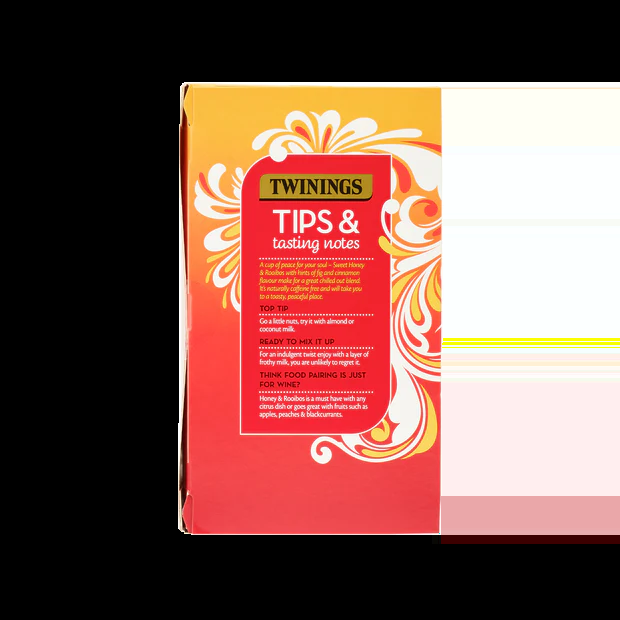 TWININGS
TIPS &
tasting notes
A cup of peace for your soul – Sweet Honey
& Rooibos with hints of fig and cinnamon
flavour make for a great chilled out blend.
It's naturally caffeine free and will take you
to a toasty, peaceful place.
TOP TIP
Go a little nuts, try it with almond or
coconut milk.
READY TO MIX IT UP
For an indulgent twist enjoy with a layer of
frothy milk, you are unlikely to regret it.
THINK FOOD PAIRING IS JUST
FOR WINE?
Honey & Rooibos is a must have with any
citrus dish or goes great with fruits such as
apples, peaches & blackcurrants.